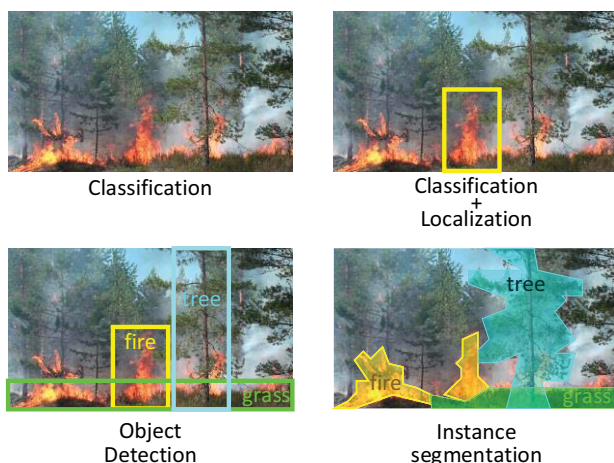 Classification
Classification
+
Localization
tree
fire
grass
Object
Detection
tree
fire
grass
Instance
segmentation